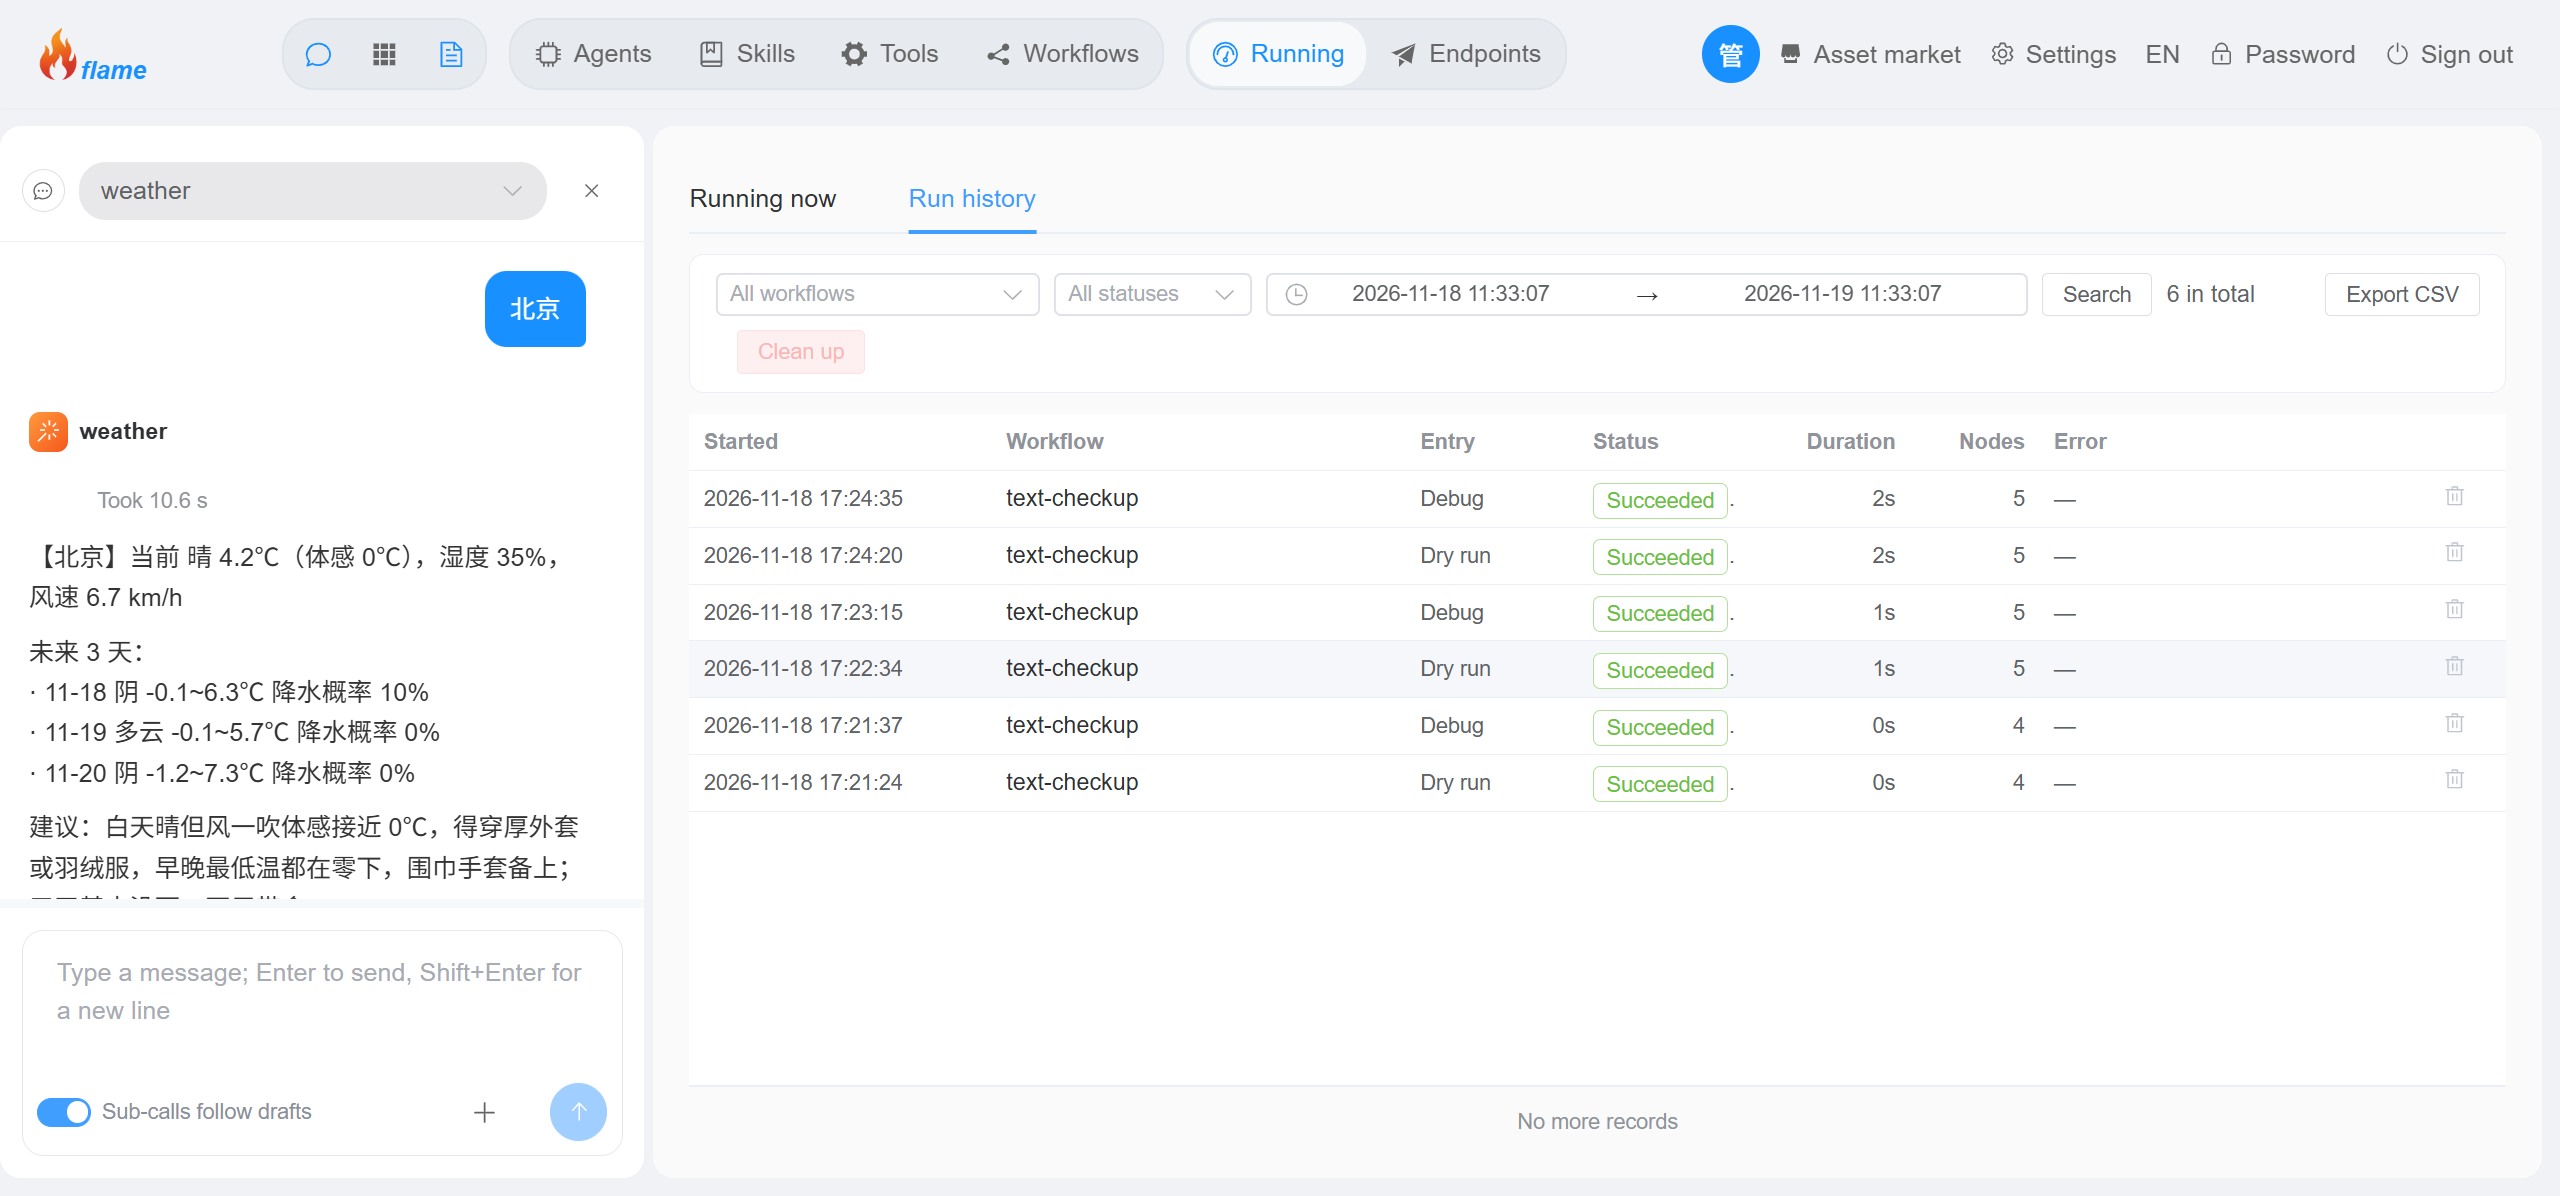 flame
Agents
Skills
Tools
Workflows
Running
Endpoints
管
Asset market
Settings
EN
Password
Sign out
weather
北京
weather
Took 10.6 s
【北京】当前 晴 4.2°C（体感 0°C），湿度 35%，
风速 6.7 km/h
未来 3 天：
· 11-18 阴 -0.1~6.3°C 降水概率 10%
· 11-19 多云 -0.1~5.7°C 降水概率 0%
· 11-20 阴 -1.2~7.3°C 降水概率 0%
建议：白天晴但风一吹体感接近 0°C，得穿厚外套
或羽绒服，早晚最低温都在零下，围巾手套备上；
Type a message; Enter to send, Shift+Enter for
a new line
Sub-calls follow drafts
Running now
Run history
All workflows
All statuses
2026-11-18 11:33:07 → 2026-11-19 11:33:07
Search
6 in total
Export CSV
Clean up
Started Workflow Entry Status Duration Nodes Error
2026-11-18 17:24:35 text-checkup Debug Succeeded . 2s 5 —
2026-11-18 17:24:20 text-checkup Dry run Succeeded . 2s 5 —
2026-11-18 17:23:15 text-checkup Debug Succeeded . 1s 5 —
2026-11-18 17:22:34 text-checkup Dry run Succeeded . 1s 5 —
2026-11-18 17:21:37 text-checkup Debug Succeeded . 0s 4 —
2026-11-18 17:21:24 text-checkup Dry run Succeeded . 0s 4 —
No more records